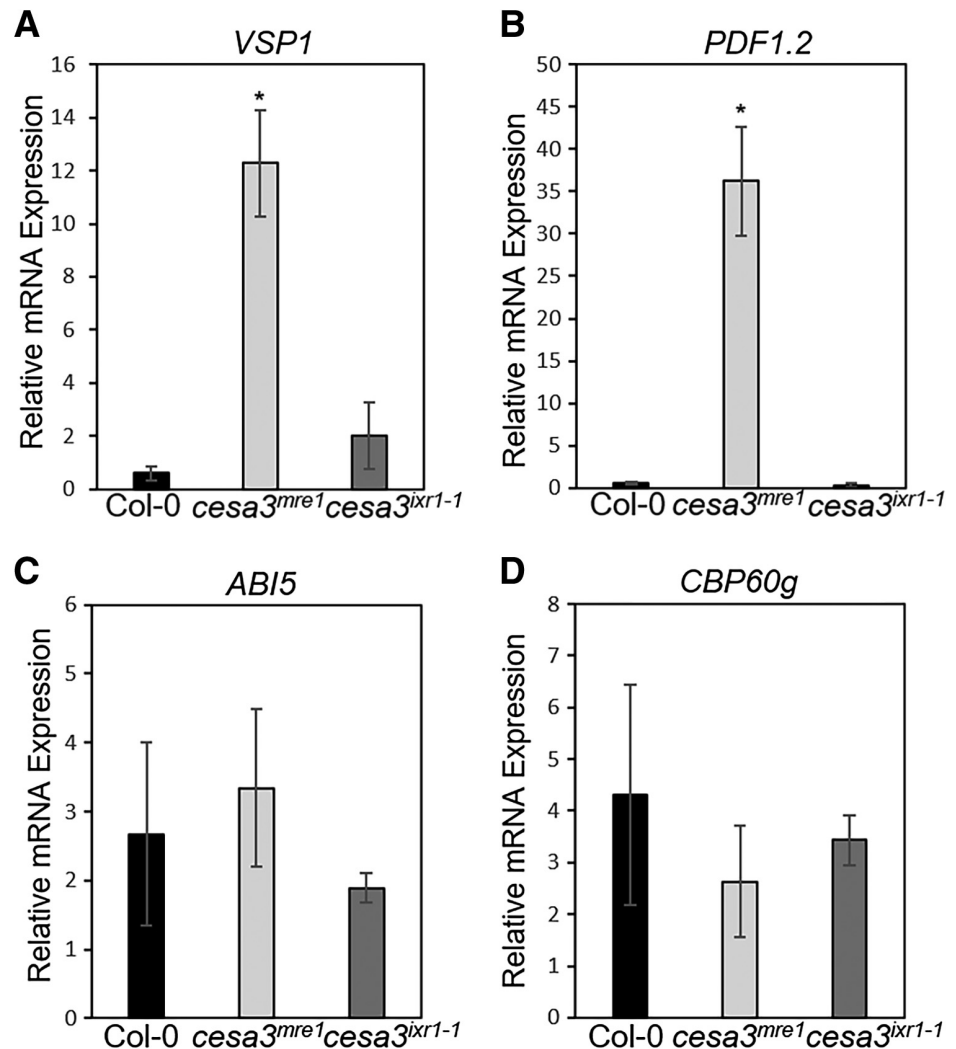 A
VSP1
Relative mRNA Expression
16
14
12
10
8
6
4
2
0
*
Col-0 cesa3mre1 cesa3ixr1-1
B
PDF1.2
Relative mRNA Expression
50
45
40
35
30
25
20
15
10
5
0
*
Col-0 cesa3mre1 cesa3ixr1-1
C
ABI5
Relative mRNA Expression
6
5
4
3
2
1
0
Col-0 cesa3mre1 cesa3ixr1-1
D
CBP60g
Relative mRNA Expression
8
7
6
5
4
3
2
1
0
Col-0 cesa3mre1 cesa3ixr1-1